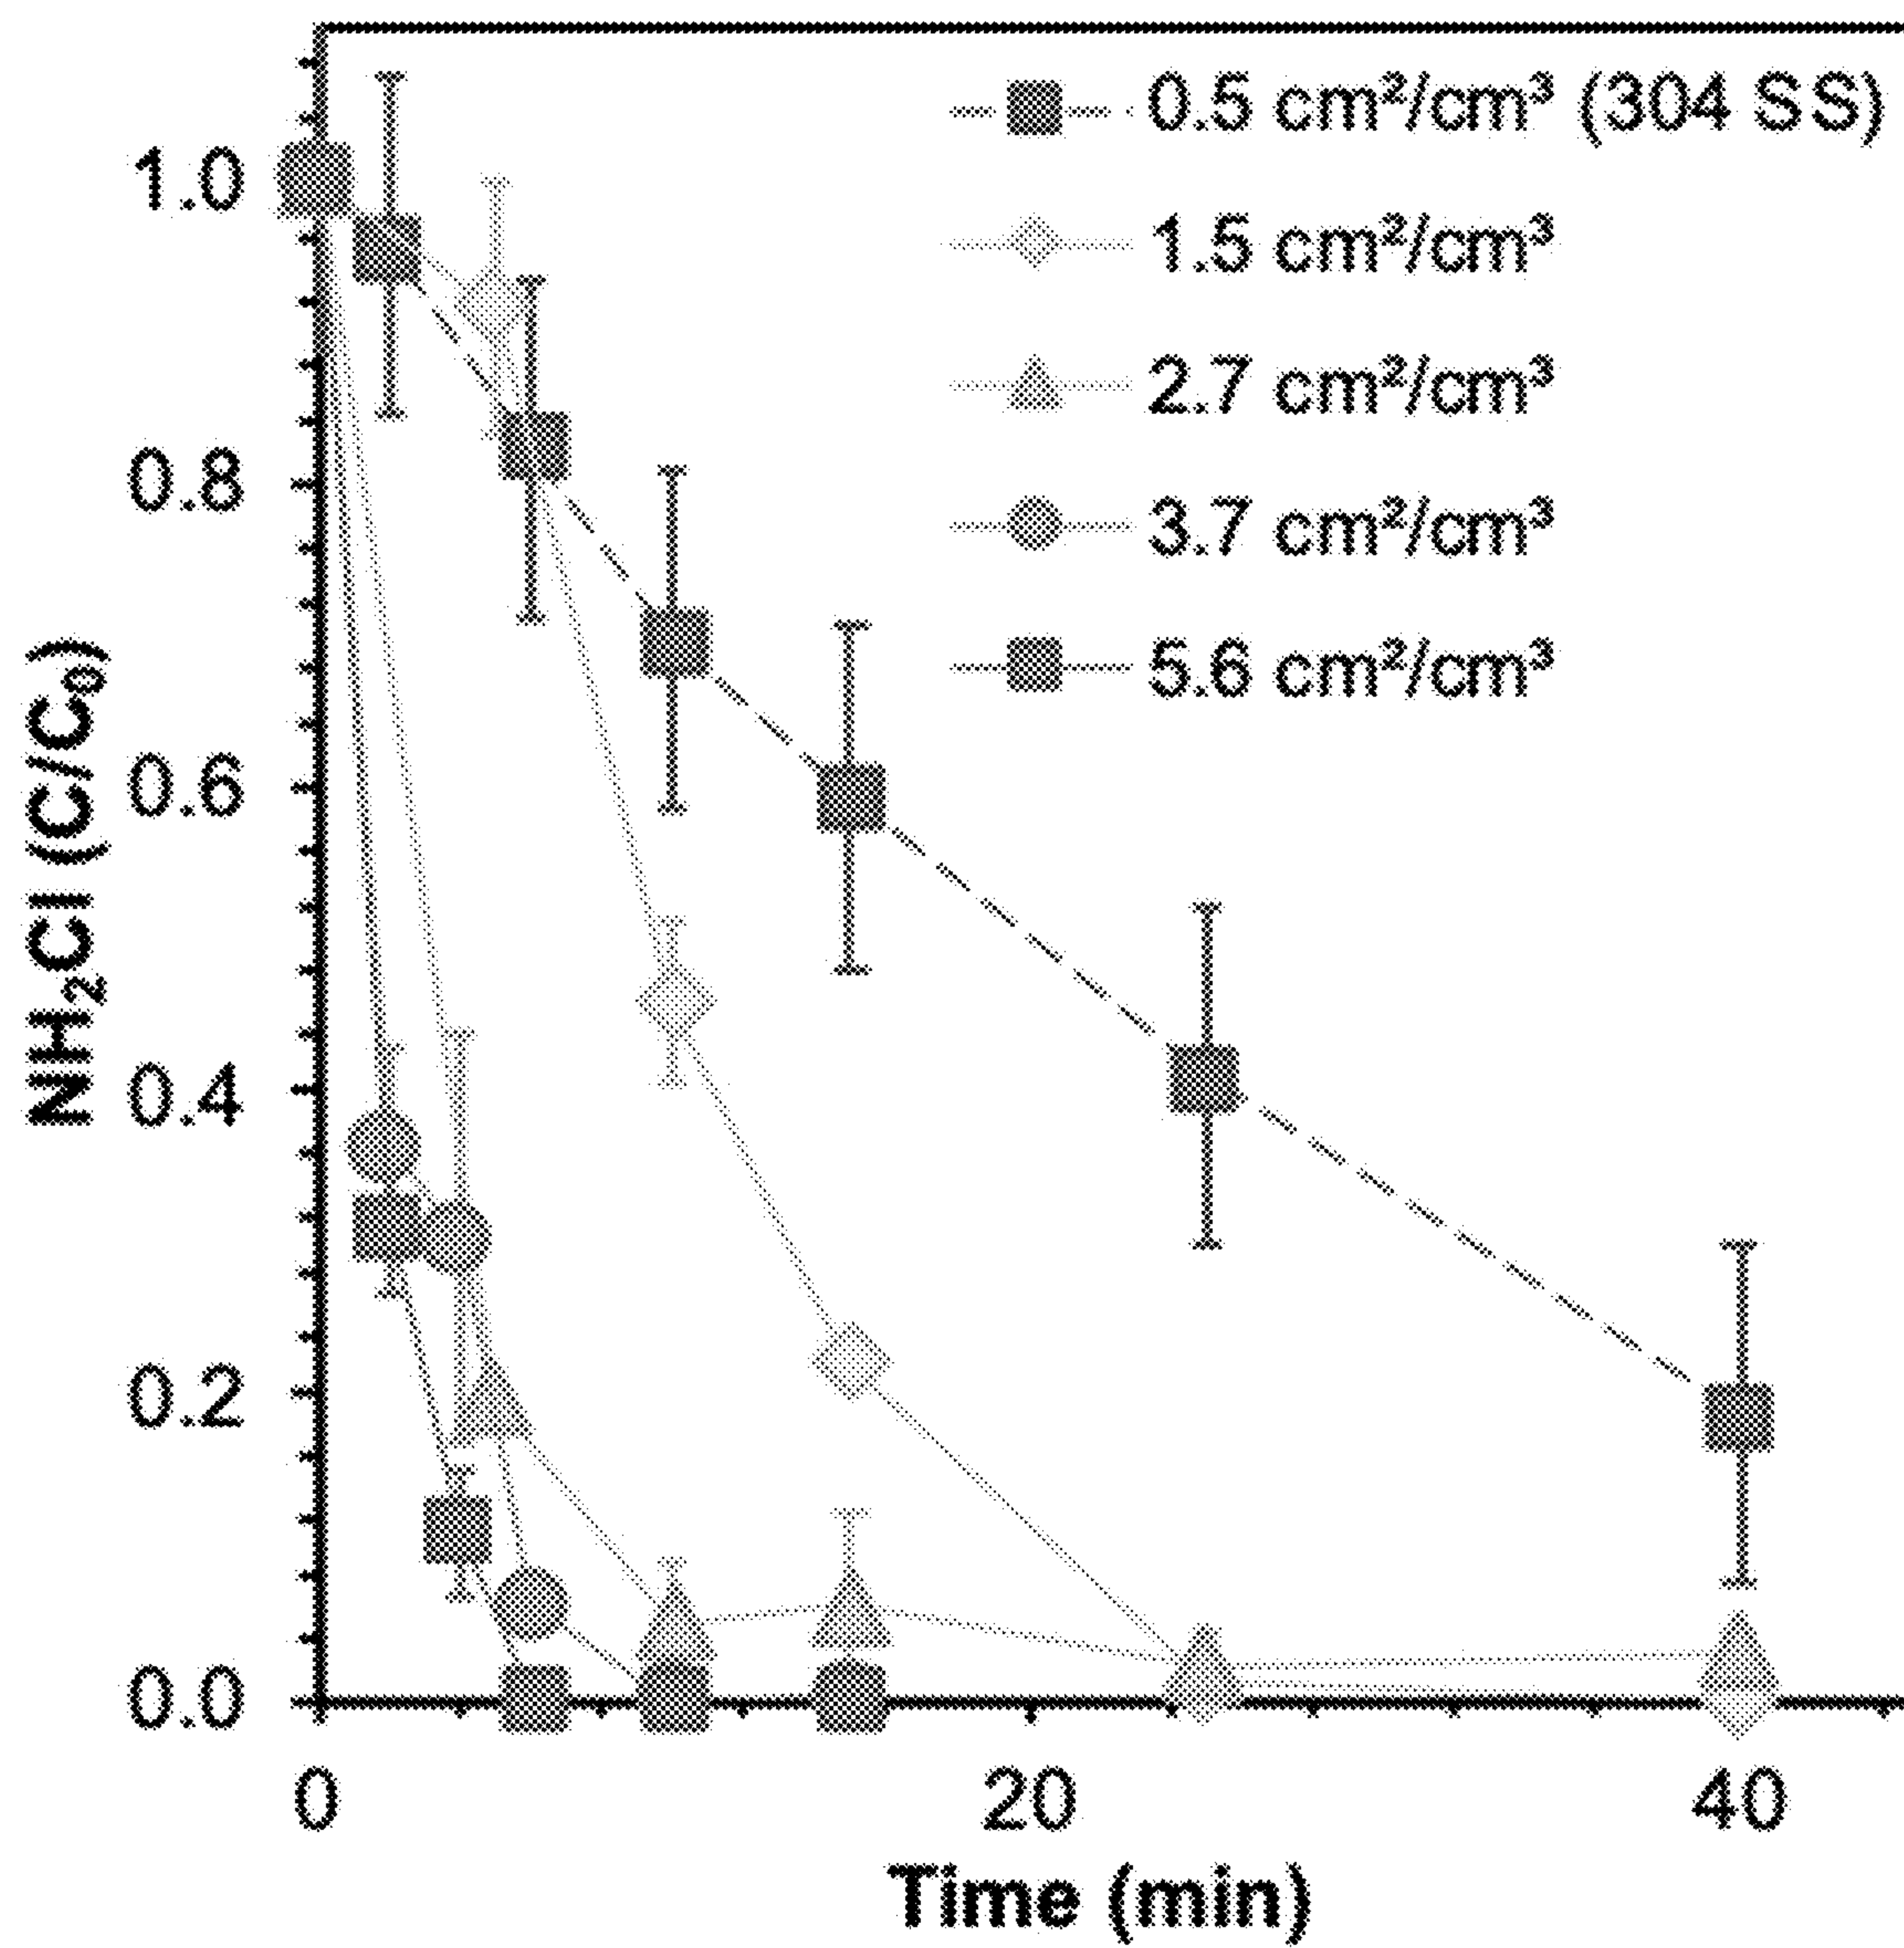 0.5 cm²/cm³ (304 SS)
1.5 cm²/cm³
2.7 cm²/cm³
3.7 cm²/cm³
5.6 cm²/cm³
NH₂Cl (C/C₀)
1.0
0.8
0.6
0.4
0.2
0.0
0 20 40
Time (min)